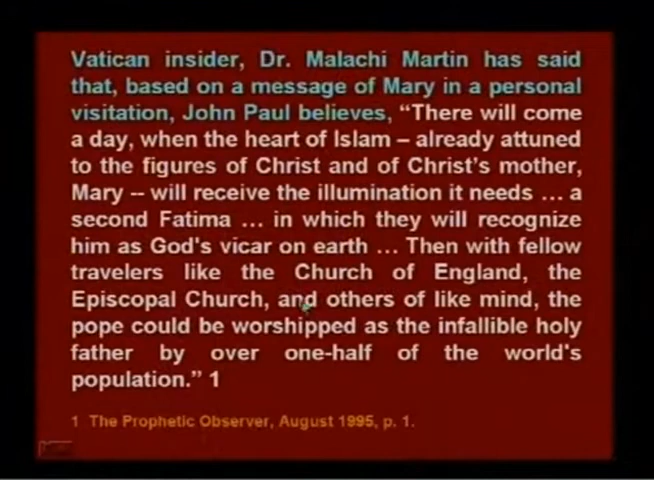 Vatican insider, Dr. Malachi Martin has said
that, based on a message of Mary in a personal
visitation, John Paul believes, “There will come
a day, when the heart of Islam – already attuned
to the figures of Christ and of Christ's mother,
Mary -- will receive the illumination it needs ... a
second Fatima ... in which they will recognize
him as God's vicar on earth ... Then with fellow
travelers like the Church of England, the
Episcopal Church, and others of like mind, the
pope could be worshipped as the infallible holy
father by over one-half of the world's
population.” 1
1 The Prophetic Observer, August 1995, p. 1.